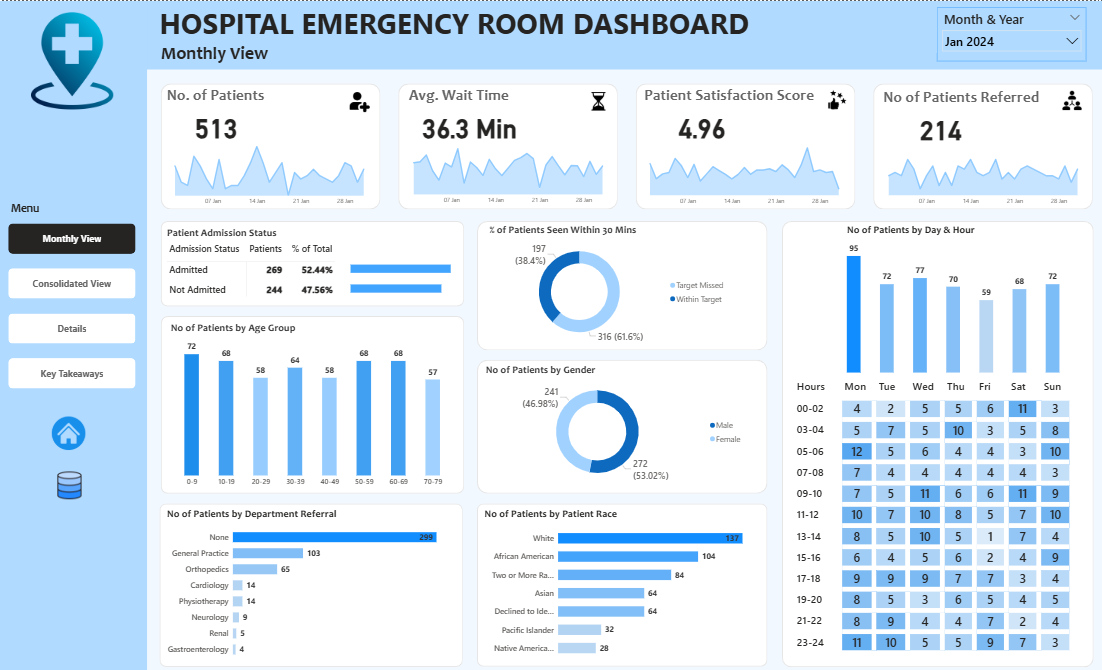 HOSPITAL EMERGENCY ROOM DASHBOARD
Monthly View
Month & Year
Jan 2024
Menu
Monthly View
Consolidated View
Details
Key Takeaways
No. of Patients
513
07 Jan 14 Jan 21 Jan 28 Jan
Avg. Wait Time
36.3 Min
07 Jan 14 Jan 21 Jan 28 Jan
Patient Satisfaction Score
4.96
07 Jan 14 Jan 21 Jan 28 Jan
No of Patients Referred
214
07 Jan 14 Jan 21 Jan 28 Jan
Patient Admission Status
Admission Status Patients % of Total
Admitted 269 52.44%
Not Admitted 244 47.56%
% of Patients Seen Within 30 Mins
197
(38.4%)
316 (61.6%)
Target Missed
Within Target
No of Patients by Age Group
72 68 58 64 58 68 68 57
0-9 10-19 20-29 30-39 40-49 50-59 60-69 70-79
No of Patients by Gender
241
(46.98%)
272
(53.02%)
Male
Female
No of Patients by Department Referral
None 299
General Practice 103
Orthopedics 65
Cardiology 14
Physiotherapy 14
Neurology 9
Renal 5
Gastroenterology 4
No of Patients by Patient Race
White 137
African American 104
Two or More Ra... 84
Asian 64
Declined to Ide... 64
Pacific Islander 32
Native America... 28
No of Patients by Day & Hour
95 72 77 70 59 68 72
Hours Mon Tue Wed Thu Fri Sat Sun
00-02 4 2 5 5 6 11 3
03-04 5 7 5 10 3 5 8
05-06 12 5 6 4 4 3 10
07-08 7 4 4 4 4 4 3
09-10 7 5 11 6 6 11 9
11-12 10 7 10 8 5 7 10
13-14 8 5 10 5 1 7 4
15-16 6 4 5 6 2 4 9
17-18 9 9 9 7 7 3 4
19-20 8 5 3 6 5 4 5
21-22 8 9 4 4 7 2 4
23-24 11 10 5 5 9 7 3